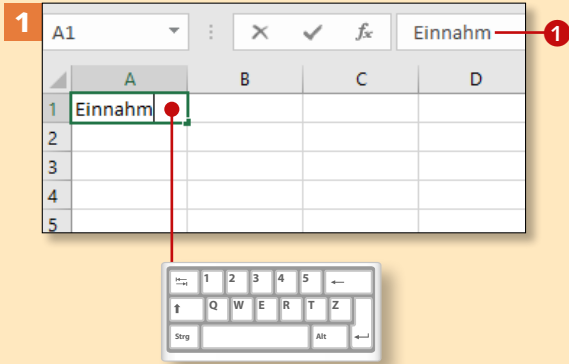 1
A1 fx Einnahm 1
A B C D
1 Einnahm
2
3
4
5
1 2 3 4 5
Q W E R T Z
Strg Alt